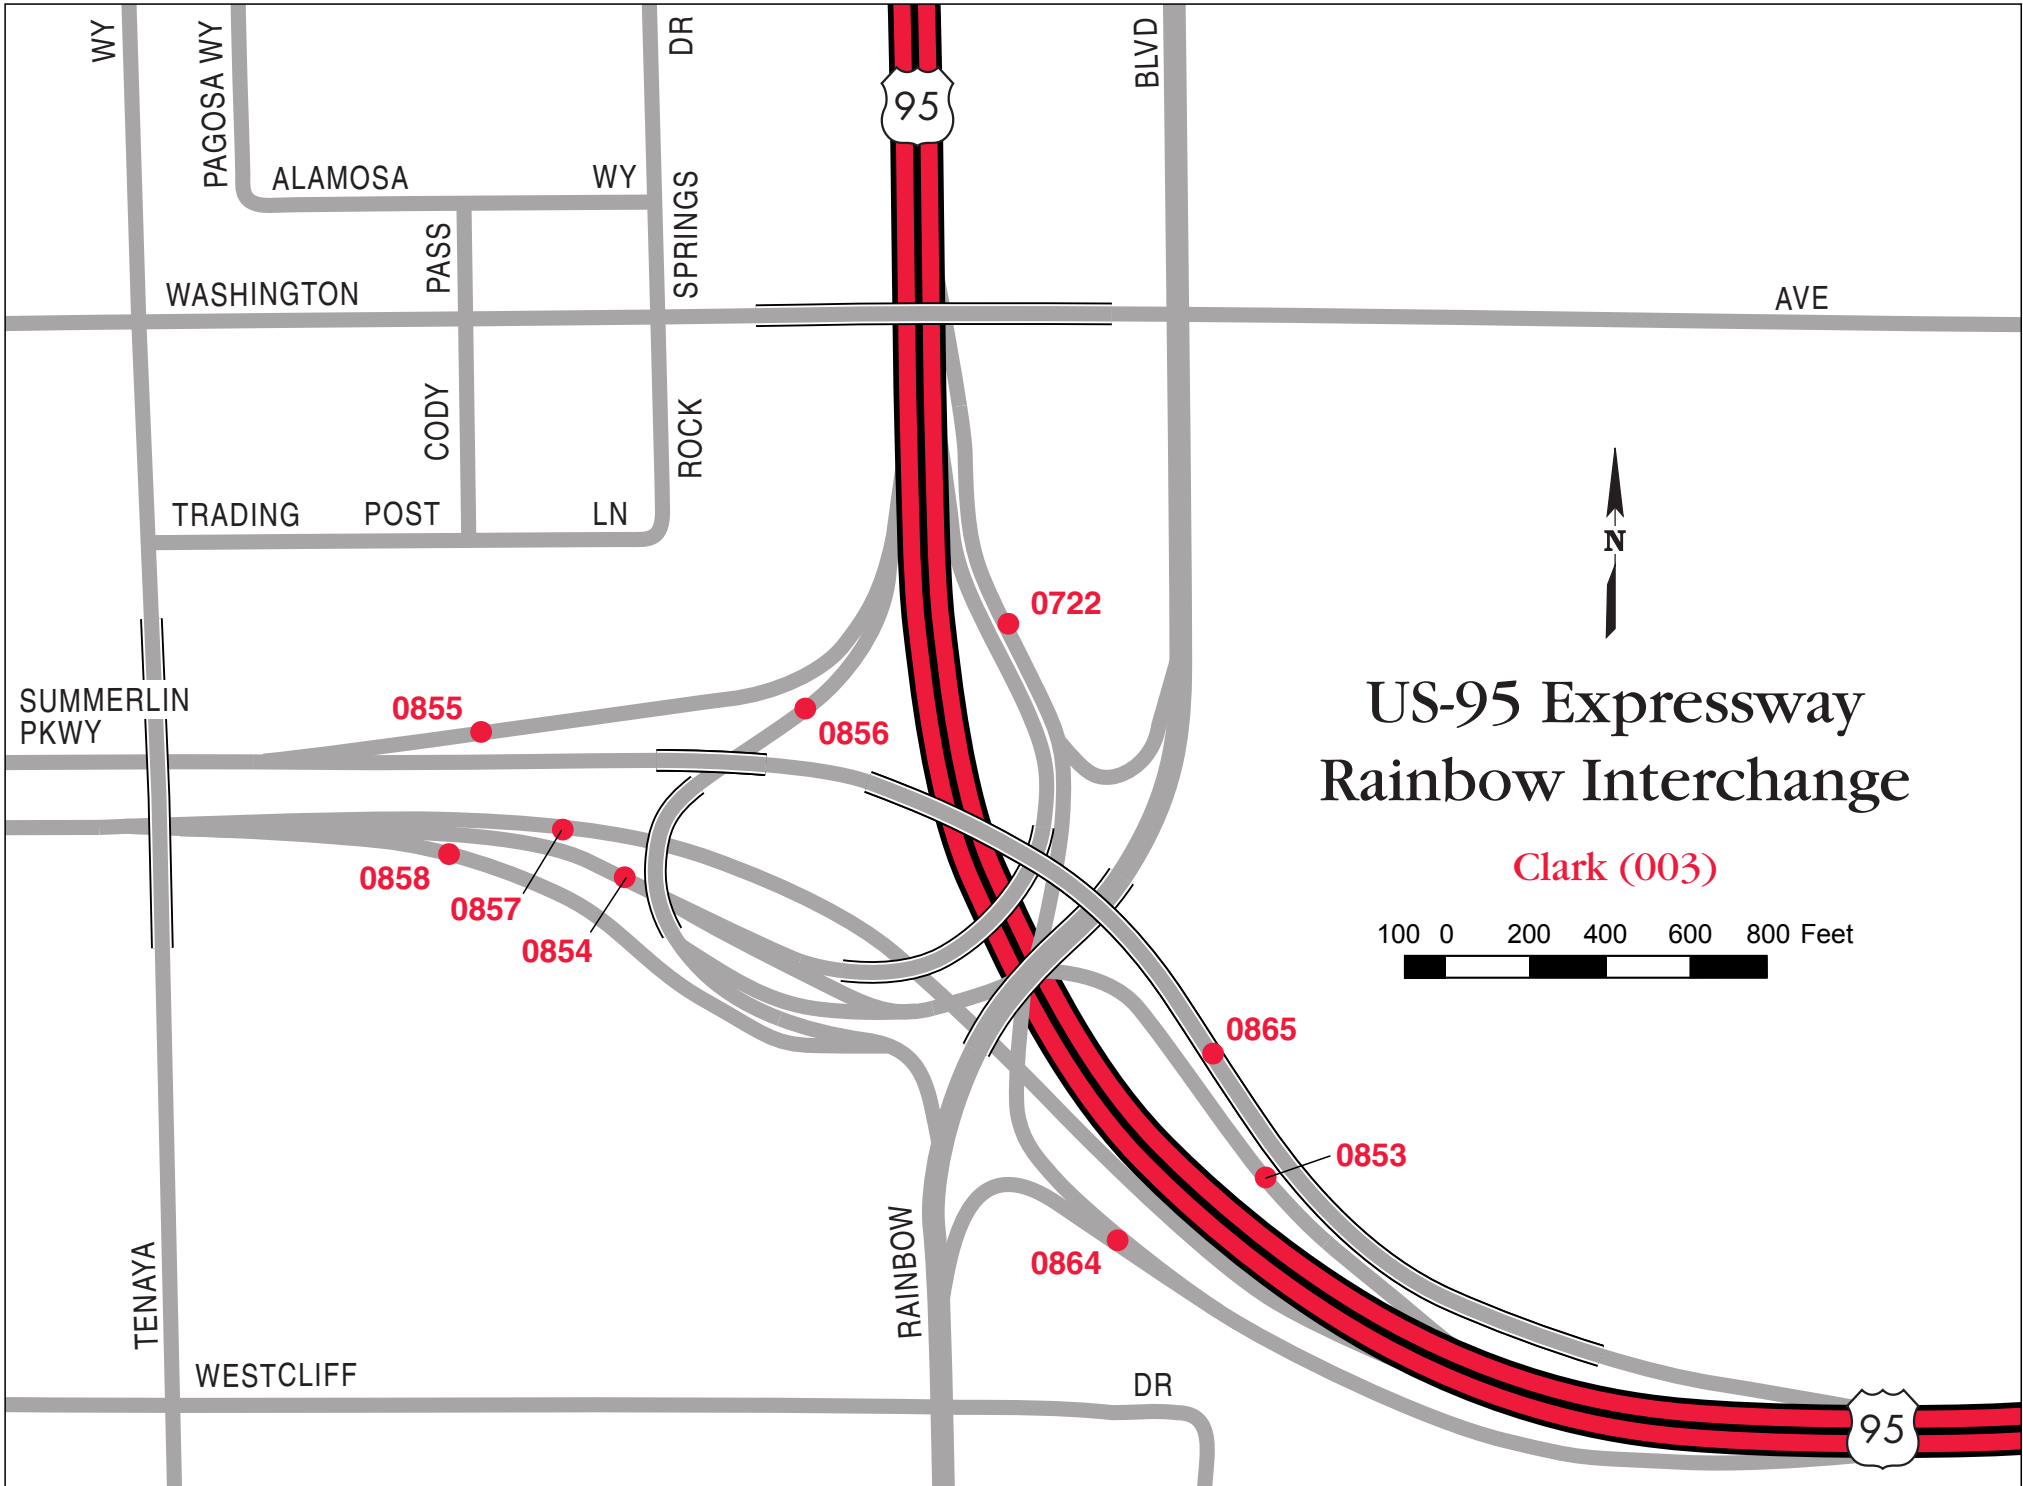 WY
PAGOSA WY
DR
95
BLVD
ALAMOSA WY
PASS
SPRINGS
WASHINGTON
AVE
CODY
ROCK
TRADING POST LN
N
0722
SUMMERLIN
PKWY
0855
0856
US-95 Expressway
Rainbow Interchange
Clark (003)
0858
0857
0854
100 0 200 400 600 800 Feet
0865
0853
0864
TENAYA
RAINBOW
WESTCLIFF
DR
95